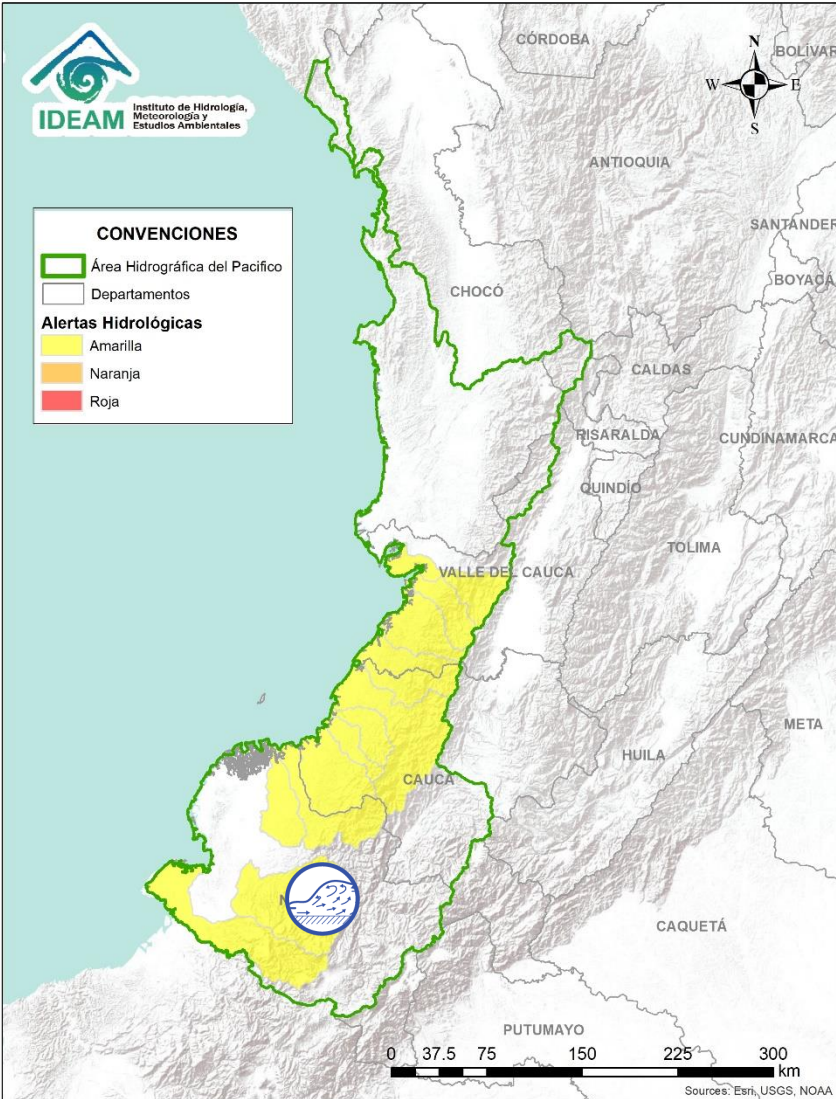 IDEAM
Instituto de Hidrología,
Meteorología y
Estudios Ambientales
N
W E
S
CONVENCIONES
Área Hidrográfica del Pacifico
Departamentos
Alertas Hidrológicas
Amarilla
Naranja
Roja
CÓRDOBA
BOLÍVAR
ANTIOQUIA
SANTANDER
BOYACÁ
CHOCÓ
CALDAS
RISARALDA
CUNDINAMARCA
QUINDÍO
TOLIMA
VALLE DEL CAUCA
META
HUILA
CAUCA
N
CAQUETÁ
PUTUMAYO
0 37.5 75 150 225 300
km
Sources: Esri, USGS, NOAA